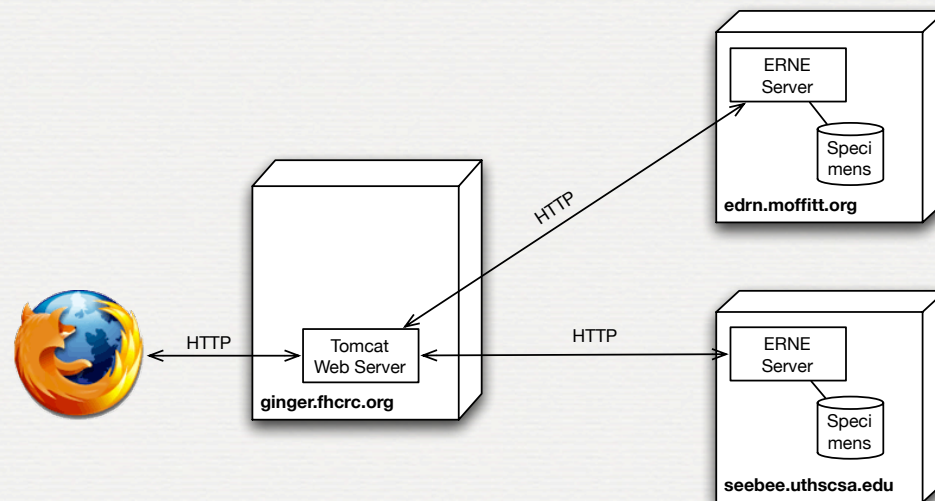 ERNE
Server
Speci
mens
edrn.moffitt.org
HTTP
HTTP
Tomcat
Web Server
ginger.fhcrc.org
HTTP
ERNE
Server
Speci
mens
seebee.uthscsa.edu